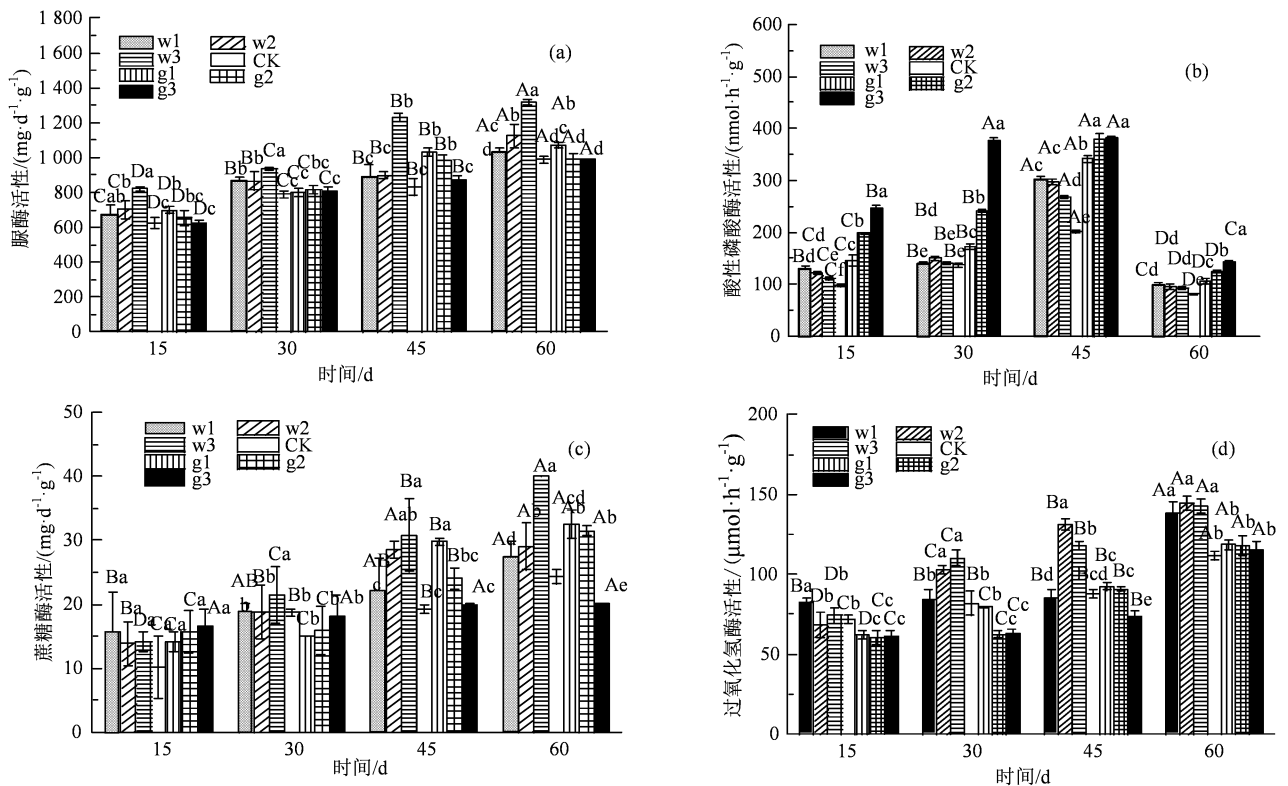 1 800
1 600
1 400
1 200
1 000
800
600
400
200
0
脲酶活性/(mg·d⁻¹·g⁻¹)
w1
w2
w3
CK
g1
g2
g3
(a)
Cab
Cb
Da
Dc
Db
Dbc
Dc
Bb
Bb
Ca
Cc
Cc
Cbc
Cc
Bc
Bc
Bb
Bc
Bb
Bb
Bc
Ac
d
Ab
Aa
Ad
Ab
c
Ad
Ad
15
30
45
60
时间/d
600
500
400
300
200
100
50
0
酸性磷酸酶活性/(nmol·h⁻¹·g⁻¹)
w1
w2
w3
CK
g1
g2
g3
(b)
Bd
Cd
Ce
Cf
Cc
Cb
Ba
Be
Bd
Be
Be
Bc
Bb
Aa
Ac
Ac
Ad
Ae
Ab
Aa
Aa
Cd
Dd
Dd
De
Dc
Db
Ca
15
30
45
60
时间/d
50
40
30
20
10
0
蔗糖酶活性/(mg·d⁻¹·g⁻¹)
w1
w2
w3
CK
g1
g2
g3
(c)
Ba
Ba
Da
Ca
Ca
Ca
Aa
AB
b
Bb
Ca
Bb
Cb
Cb
Ab
AB
c
Aab
Ba
Bc
Ba
Bbc
Ac
Ad
Ab
Aa
Acd
Ab
Ab
Ae
15
30
45
60
时间/d
200
150
100
50
0
过氧化氢酶活性/ (μmol·h⁻¹·g⁻¹)
w1
w2
w3
CK
g1
g2
g3
(d)
Ba
Db
Db
Cb
Dc
Cc
Cc
Bb
Ca
Ca
Bb
Cb
Cc
Cc
Bd
Ba
Bb
Bcd
Bc
Bc
Be
Aa
Aa
Aa
Ab
Ab
Ab
Ab
15
30
45
60
时间/d